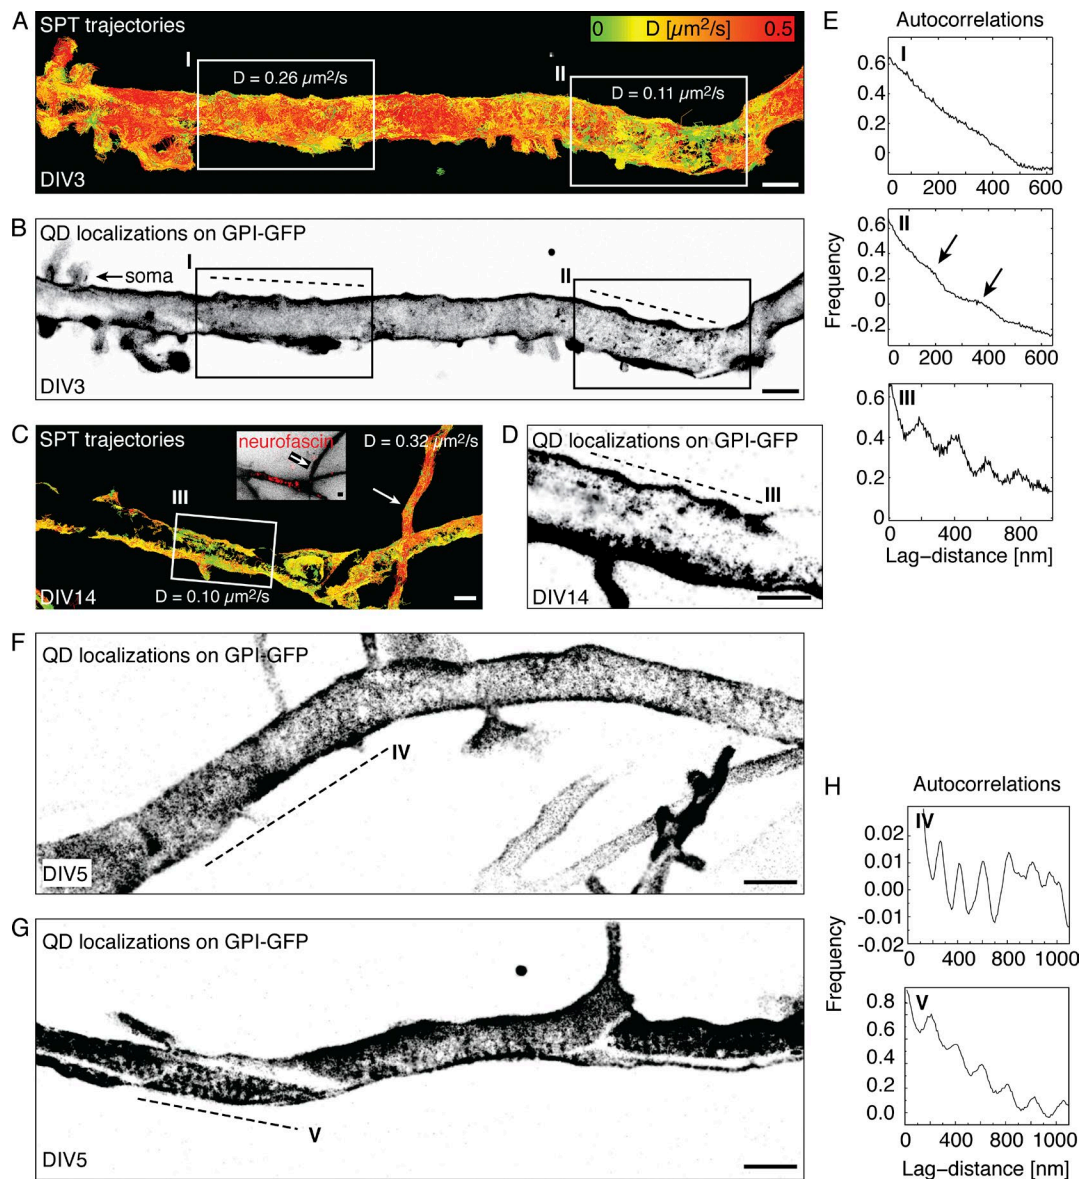 A
SPT trajectories
0
D [µm²/s]
0.5
I
D = 0.26 µm²/s
II
D = 0.11 µm²/s
DIV3
B
QD localizations on GPI-GFP
soma
I
II
DIV3
C
SPT trajectories
neurofascin
D = 0.32 µm²/s
III
D = 0.10 µm²/s
DIV14
D
QD localizations on GPI-GFP
III
DIV14
E
Autocorrelations
I
0.6
0.4
0.2
0
0 200 400 600
II
0.6
0.4
0.2
0
-0.2
0 200 400 600
Frequency
III
0.6
0.4
0.2
0
0 400 800
Lag-distance [nm]
F
QD localizations on GPI-GFP
IV
DIV5
G
QD localizations on GPI-GFP
V
DIV5
H
Autocorrelations
IV
0.02
0.01
0.00
-0.01
-0.02
0 400 800 1000
Frequency
V
0.8
0.6
0.4
0.2
0.0
0 400 800 1000
Lag-distance [nm]